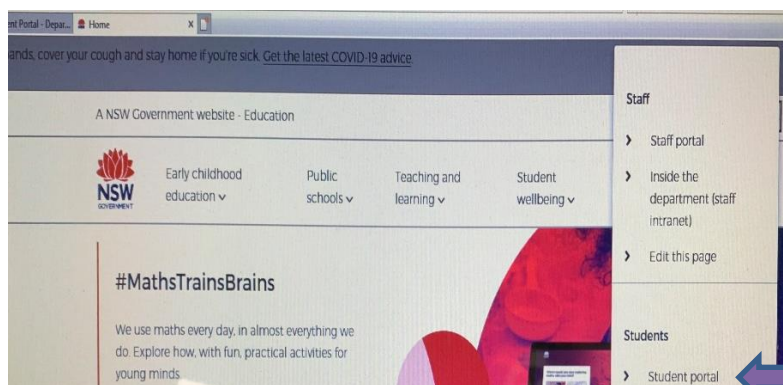 ent Portal - Depar...
Home
x
ands, cover your cough and stay home if you're sick. Get the latest COVID-19 advice.
A NSW Government website - Education
NSW
GOVERNMENT
Early childhood
education
Public
schools
Teaching and
learning
Student
wellbeing
#MathsTrainsBrains
We use maths every day, in almost everything we
do. Explore how, with fun, practical activities for
young minds.
Staff
Staff portal
Inside the
department (staff
intranet)
Edit this page
Students
Student portal